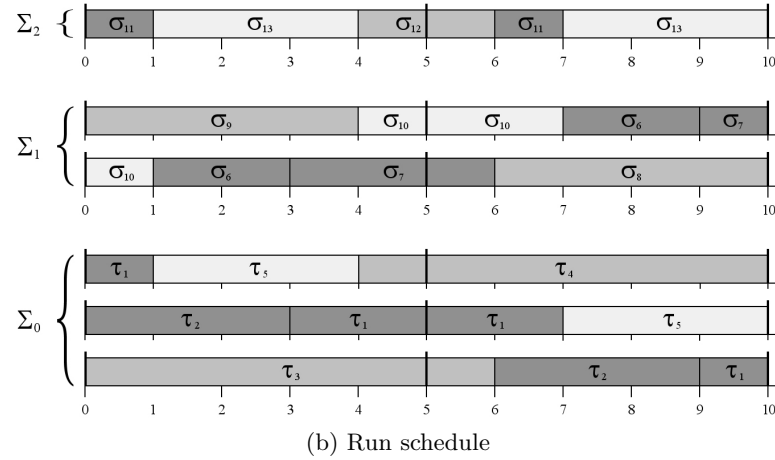 Σ₂ { σ₁₁ σ₁₃ σ₁₂ σ₁₁ σ₁₃
0 1 2 3 4 5 6 7 8 9 10
Σ₁ { σ₉ σ₁₀ σ₁₀ σ₆ σ₇
σ₁₀ σ₆ σ₇ σ₈
0 1 2 3 4 5 6 7 8 9 10
τ₁ τ₅ τ₄
Σ₀ { τ₂ τ₁ τ₁ τ₅
τ₃ τ₂ τ₁
0 1 2 3 4 5 6 7 8 9 10
(b) Run schedule